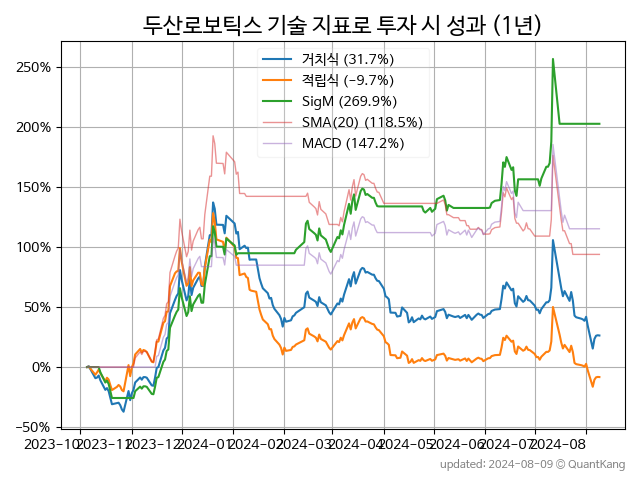 두산로보틱스 기술 지표로 투자 시 성과 (1년)
거치식 (31.7%)
적립식 (-9.7%)
SigM (269.9%)
SMA(20) (118.5%)
MACD (147.2%)
250%
200%
150%
100%
50%
0%
-50%
2023-10 2023-11 2023-12 2024-01 2024-02 2024-03 2024-04 2024-05 2024-06 2024-07 2024-08
updated: 2024-08-09 © QuantKang